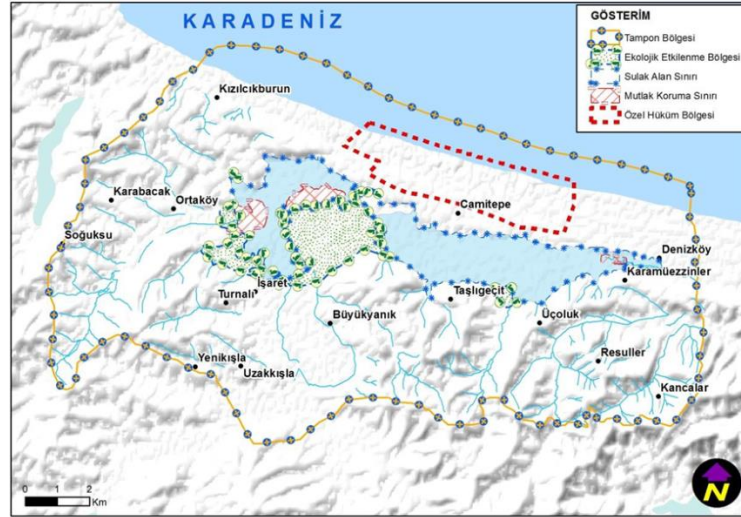 KARADENİZ
GÖSTERİM
Tampon Bölgesi
Ekolojik Etkilenme Bölgesi
Sulak Alan Sınırı
Mutlak Koruma Sınırı
Özel Hüküm Bölgesi
Kızılcıkburun
Karabacak
Ortaköy
Camitepe
Soğuksu
Denizköy
Karamüezzinler
İşaret
Turnalı
Taşlıgeçit
Büyükyanık
Üçoluk
Resuller
Yenikışla
Uzakkışla
Kancalar
0 1 2
Km
N